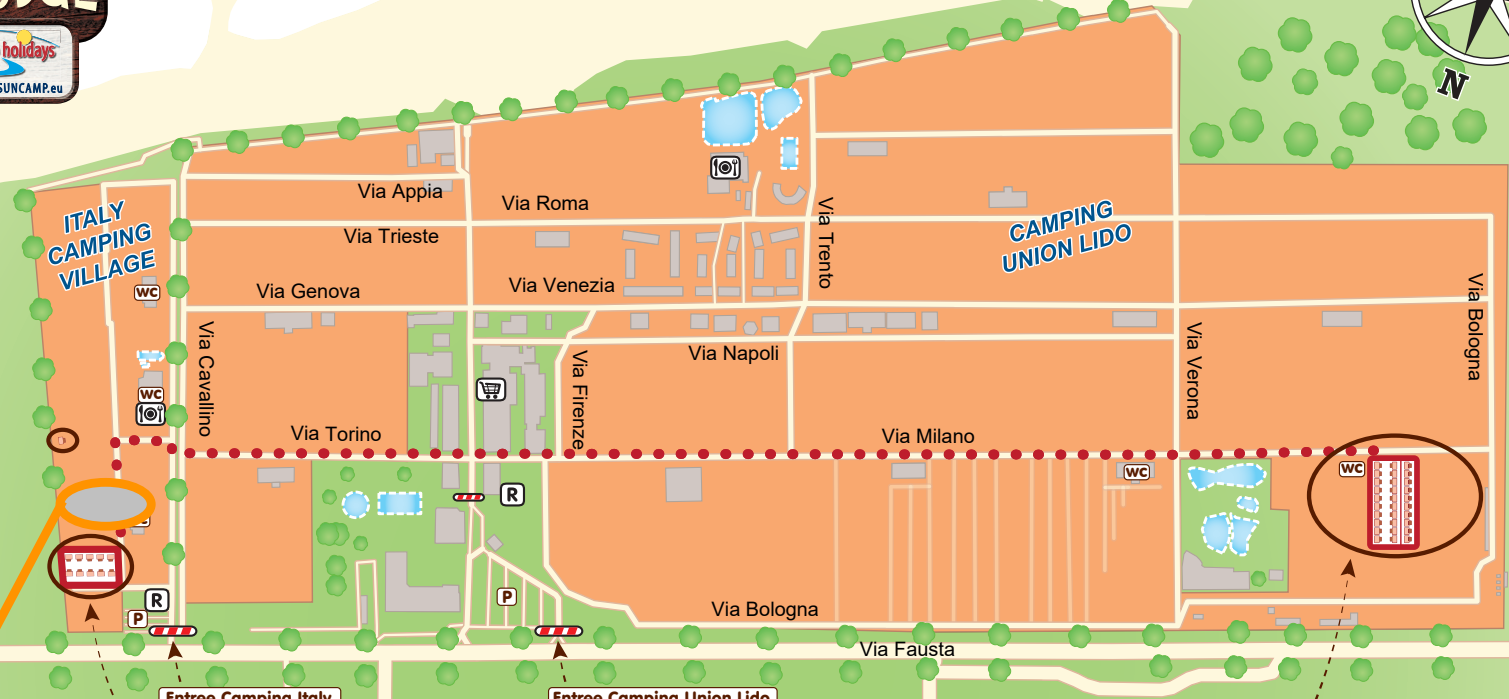 holidays
SUNCAMP.eu
N
ITALY
CAMPING
VILLAGE
CAMPING
UNION LIDO
Via Appia
Via Roma
Via Trieste
Via Trento
Via Genova
Via Venezia
Via Bologna
Via Cavallino
Via Napoli
Via Firenze
Via Verona
Via Torino
Via Milano
WC
WC
WC
WC
R
R
P
P
Via Bologna
Via Fausta
Entree Camping Italy
Entree Camping Union Lido